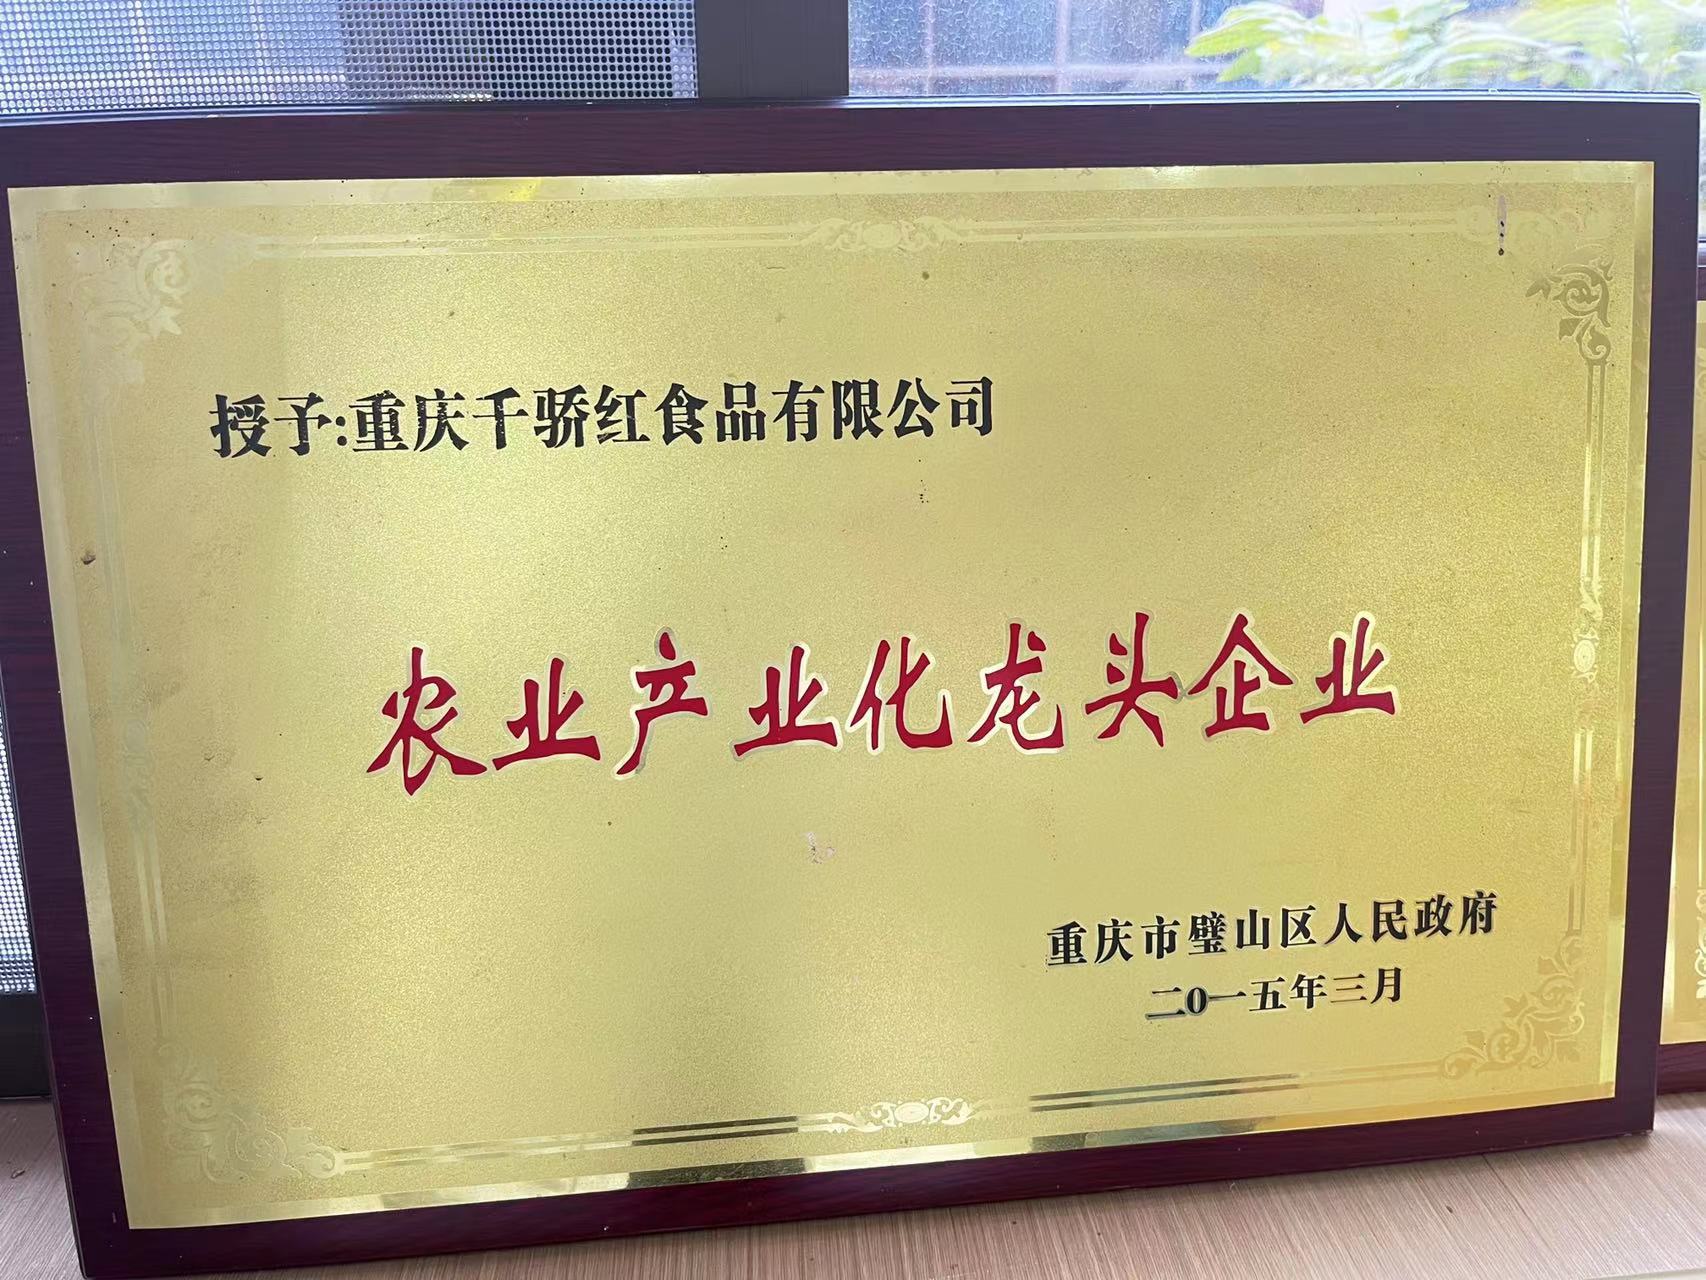 授予:重庆千骄红食品有限公司
农业产业化龙头企业
重庆市璧山区人民政府
二0一五年三月